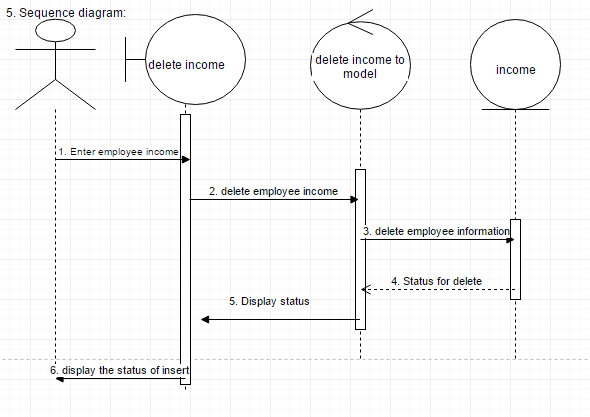 5. Sequence diagram:
delete income
delete income to
model
income
1. Enter employee income
2. delete employee income
3. delete employee information
4. Status for delete
5. Display status
6. display the status of insert